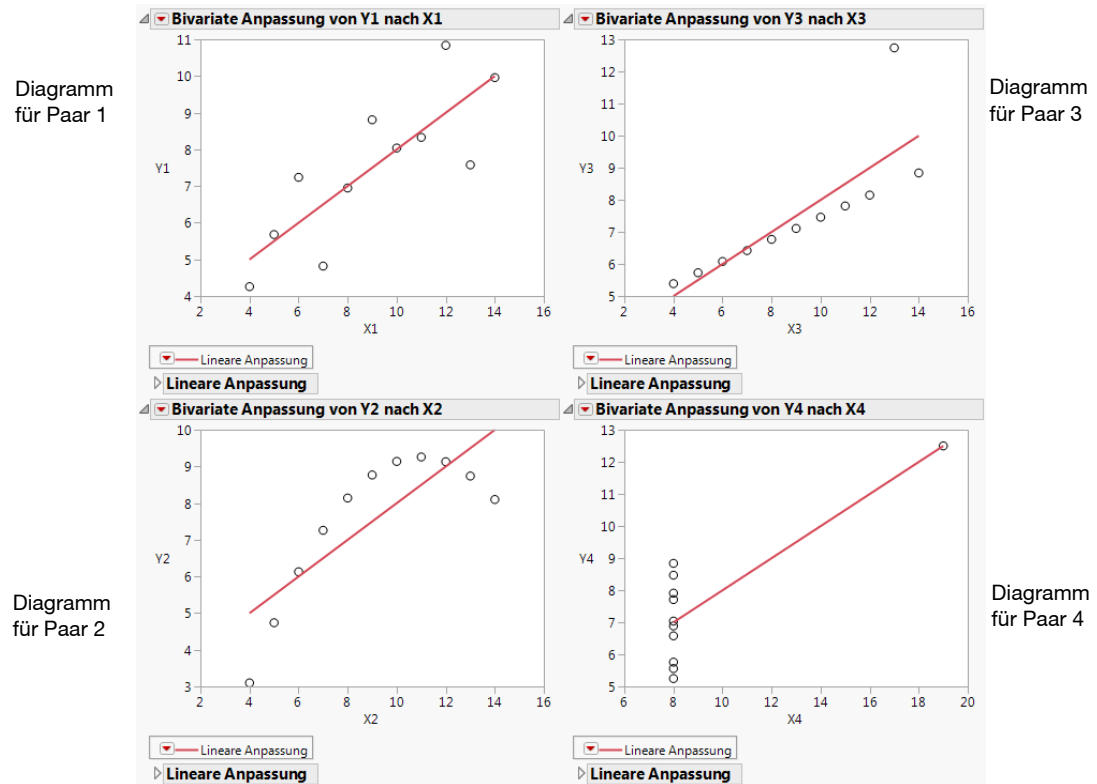 Diagramm
für Paar 1
Bivariate Anpassung von Y1 nach X1
11
10
9
8
7
6
5
4
Y1
2 4 6 8 10 12 14 16
X1
Lineare Anpassung
Lineare Anpassung
Bivariate Anpassung von Y3 nach X3
13
12
11
10
9
8
7
6
5
Y3
2 4 6 8 10 12 14 16
X3
Lineare Anpassung
Lineare Anpassung
Diagramm
für Paar 3
Diagramm
für Paar 2
Bivariate Anpassung von Y2 nach X2
10
9
8
7
6
5
4
3
Y2
2 4 6 8 10 12 14 16
X2
Lineare Anpassung
Lineare Anpassung
Bivariate Anpassung von Y4 nach X4
13
12
11
10
9
8
7
6
5
Y4
6 8 10 12 14 16 18 20
X4
Lineare Anpassung
Lineare Anpassung
Diagramm
für Paar 4